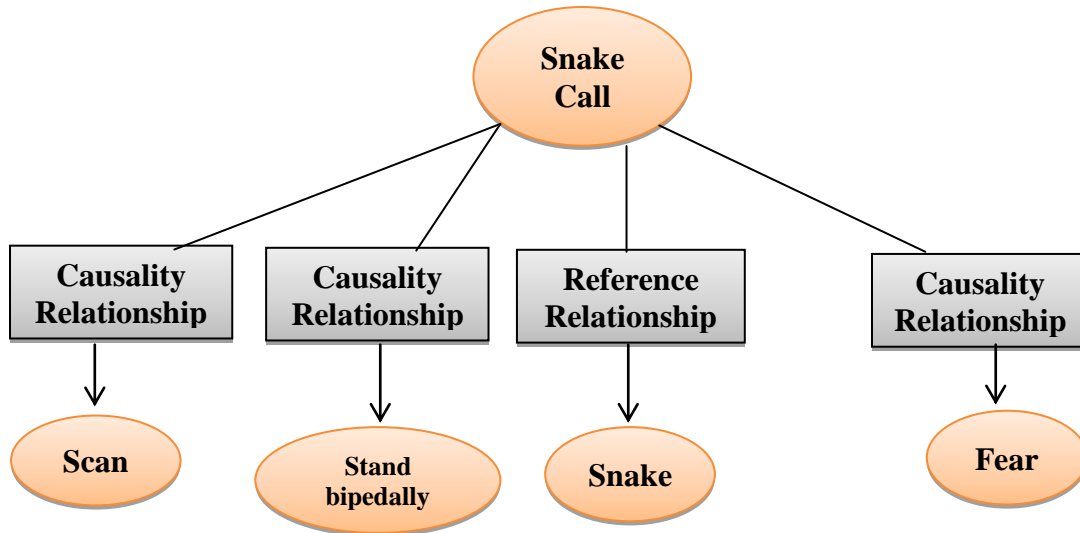 Snake
Call
Causality
Relationship
Causality
Relationship
Reference
Relationship
Causality
Relationship
Scan
Stand
bipedally
Snake
Fear